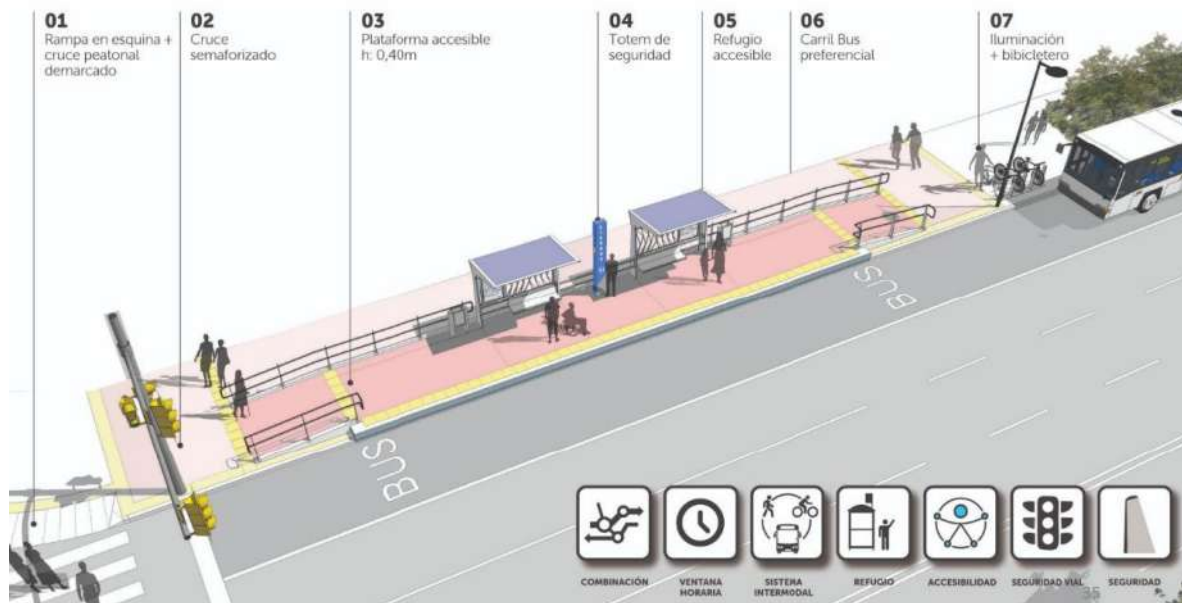 01
Rampa en esquina +
cruce peatonal
demarcado
02
Cruce
semaforizado
03
Plataforma accesible
h: 0,40m
04
Totem de
seguridad
05
Refugio
accesible
06
Carril Bus
preferencial
07
Iluminación
+ bibicletero
BUS
BUS
COMBINACIÓN
VENTANA
HORARIA
SISTEMA
INTERMODAL
REFUGIO
ACCESIBILIDAD
SEGURIDAD VIAL
SEGURIDAD
35